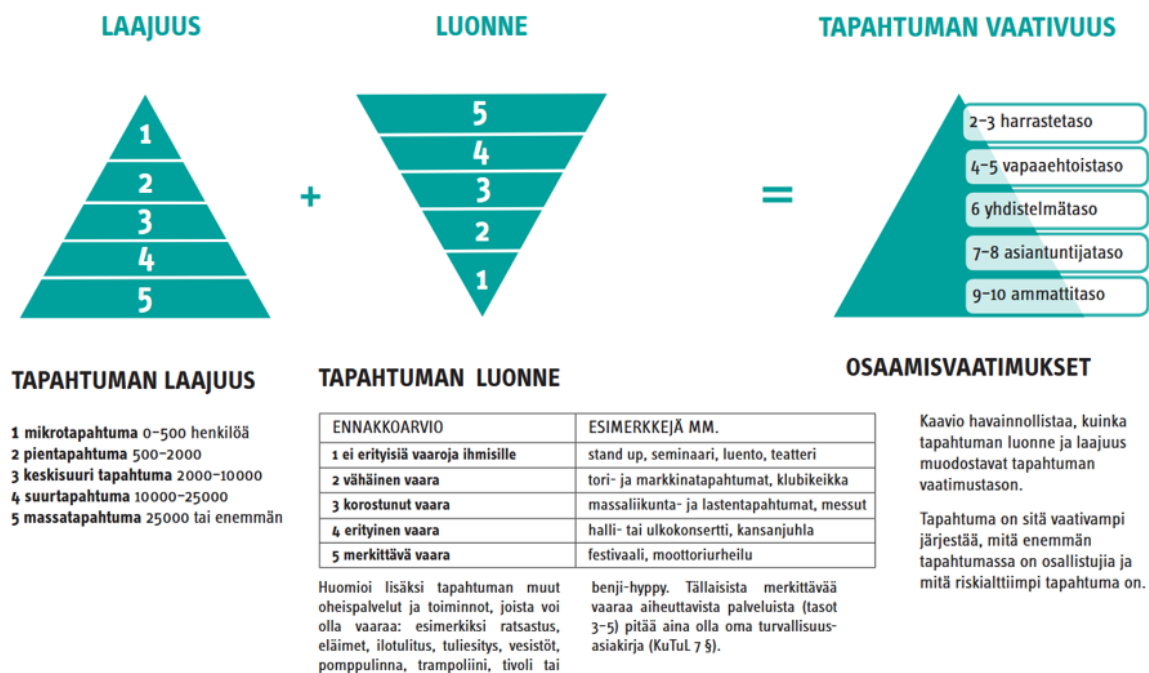 LAAJUUS
LUONNE
TAPAHTUMAN VAATIVUUS
1
2
3
4
5
+
5
4
3
2
1
=
2–3 harrastetaso
4–5 vapaaehtoistaso
6 yhdistelmätaso
7–8 asiantuntijataso
9–10 ammattitaso
TAPAHTUMAN LAAJUUS
1 mikrotapahtuma 0–500 henkilöä
2 pientapahtuma 500–2000
3 keskisuuri tapahtuma 2000–10000
4 suurtapahtuma 10000–25000
5 massatapahtuma 25000 tai enemmän
TAPAHTUMAN LUONNE
ENNAKKOARVIO ESIMERKKEJÄ MM.
1 ei erityisiä vaaroja ihmisille stand up, seminaari, luento, teatteri
2 vähäinen vaara tori- ja markkinatapahtumat, klubikeikka
3 korostunut vaara massaliikunta- ja lastentapahtumat, messut
4 erityinen vaara halli- tai ulkokonsertti, kansanjuhla
5 merkittävä vaara festivaali, moottoriurheilu
Huomioi lisäksi tapahtuman muut
oheispalvelut ja toiminnot, joista voi
olla vaaraa: esimerkiksi ratsastus,
eläimet, ilotulitus, tuliesitys, vesistöt,
pomppulinna, trampoliini, tivoli tai
benji-hyppy. Tällaisista merkittävää
vaaraa aiheuttavista palveluista (tasot
3–5) pitää aina olla oma turvallisuus-
asiakirja (KuTuL 7 §).
OSAAMISVAATIMUKSET
Kaavio havainnollistaa, kuinka
tapahtuman luonne ja laajuus
muodostavat tapahtuman
vaatimustason.
Tapahtuma on sitä vaativampi
järjestää, mitä enemmän
tapahtumassa on osallistujia ja
mitä riskialttiimpi tapahtuma on.